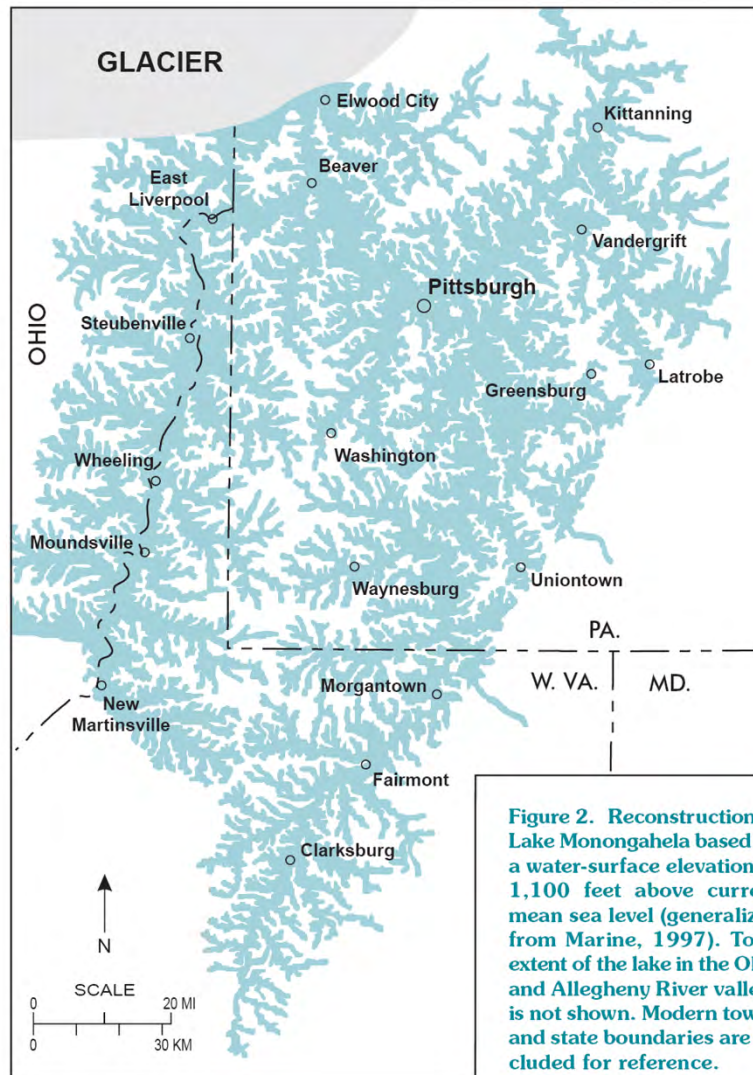 GLACIER
Elwood City
Kittanning
Beaver
East
Liverpool
Vandergrift
Pittsburgh
Steubenville
OHIO
Latrobe
Greensburg
Washington
Wheeling
Moundsville
Waynesburg
Uniontown
PA.
W. VA.
MD.
Morgantown
New
Martinsville
Fairmont
Clarksburg
N
SCALE
0 20 MI
0 30 KM
Figure 2. Reconstruction
Lake Monongahela based
a water-surface elevation
1,100 feet above curre
mean sea level (generaliz
from Marine, 1997). To
extent of the lake in the Ol
and Allegheny River valle
is not shown. Modern tow
and state boundaries are
cluded for reference.